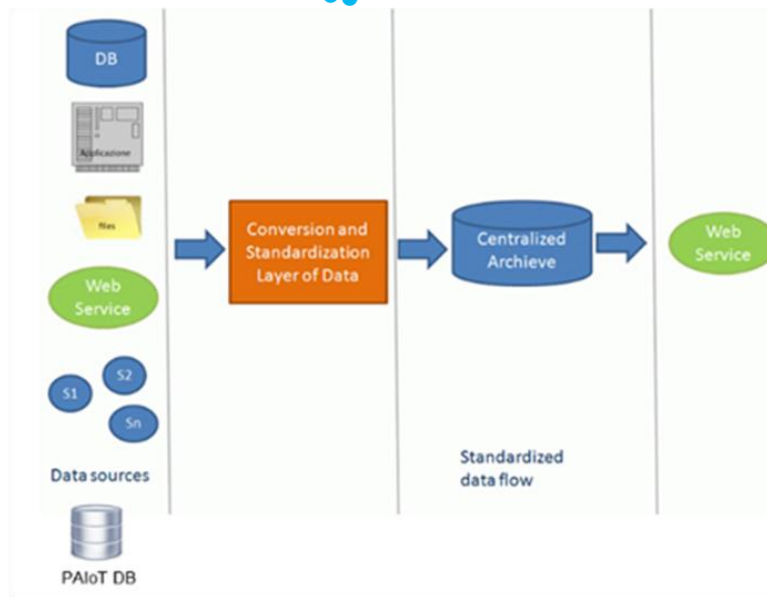 DB
Applicazione
files
Web
Service
S1
S2
Sn
Data sources
PAIoT DB
Conversion and
Standardization
Layer of Data
Centralized
Archieve
Standardized
data flow
Web
Service